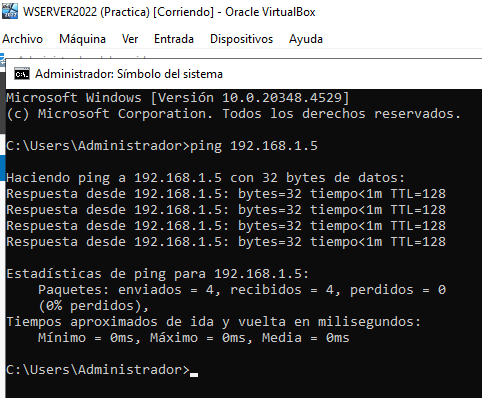 WSERVER2022 (Practica) [Corriendo] - Oracle VirtualBox
Archivo Máquina Ver Entrada Dispositivos Ayuda
Administrador: Símbolo del sistema
Microsoft Windows [Versión 10.0.20348.4529]
(c) Microsoft Corporation. Todos los derechos reservados.
C:\Users\Administrador>ping 192.168.1.5
Haciendo ping a 192.168.1.5 con 32 bytes de datos:
Respuesta desde 192.168.1.5: bytes=32 tiempo<1m TTL=128
Respuesta desde 192.168.1.5: bytes=32 tiempo<1m TTL=128
Respuesta desde 192.168.1.5: bytes=32 tiempo<1m TTL=128
Respuesta desde 192.168.1.5: bytes=32 tiempo<1m TTL=128
Estadísticas de ping para 192.168.1.5:
Paquetes: enviados = 4, recibidos = 4, perdidos = 0
(0% perdidos),
Tiempos aproximados de ida y vuelta en milisegundos:
Mínimo = 0ms, Máximo = 0ms, Media = 0ms
C:\Users\Administrador>